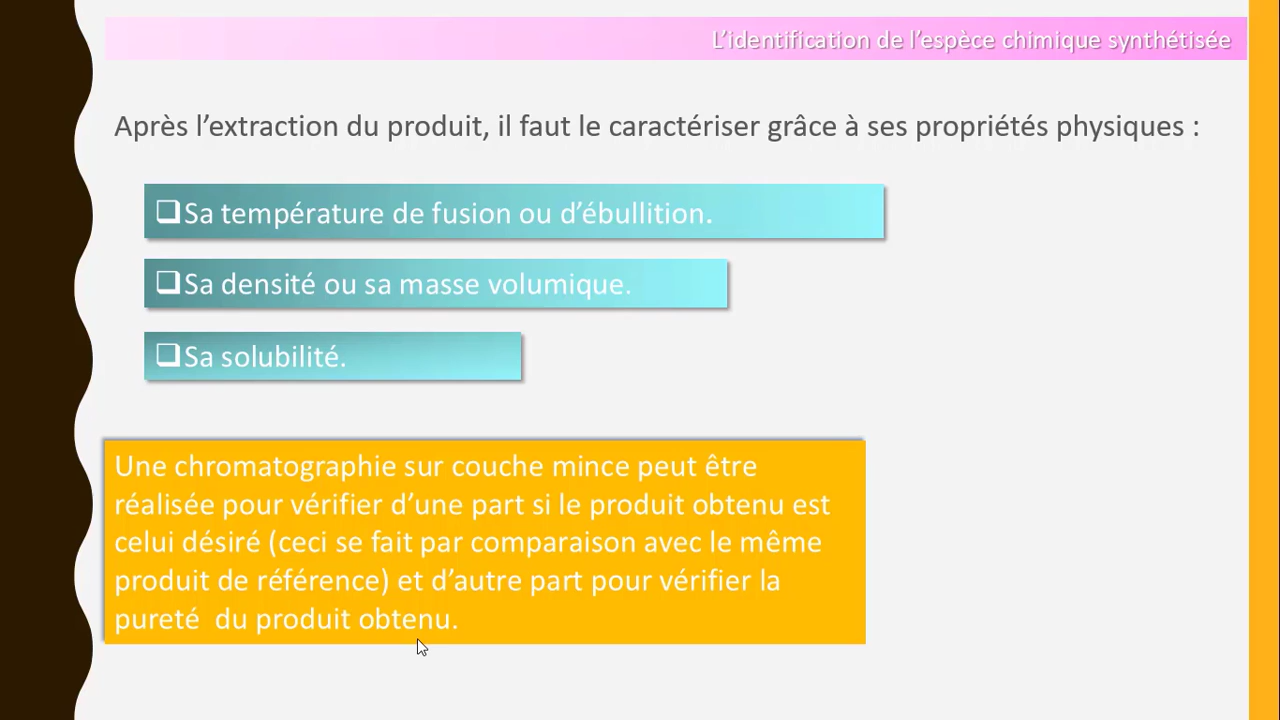 L’identification de l’espèce chimique synthétisée
Après l’extraction du produit, il faut le caractériser grâce à ses propriétés physiques :
❑Sa température de fusion ou d’ébullition.
❑Sa densité ou sa masse volumique.
❑Sa solubilité.
Une chromatographie sur couche mince peut être
réalisée pour vérifier d’une part si le produit obtenu est
celui désiré (ceci se fait par comparaison avec le même
produit de référence) et d’autre part pour vérifier la
pureté  du produit obtenu.